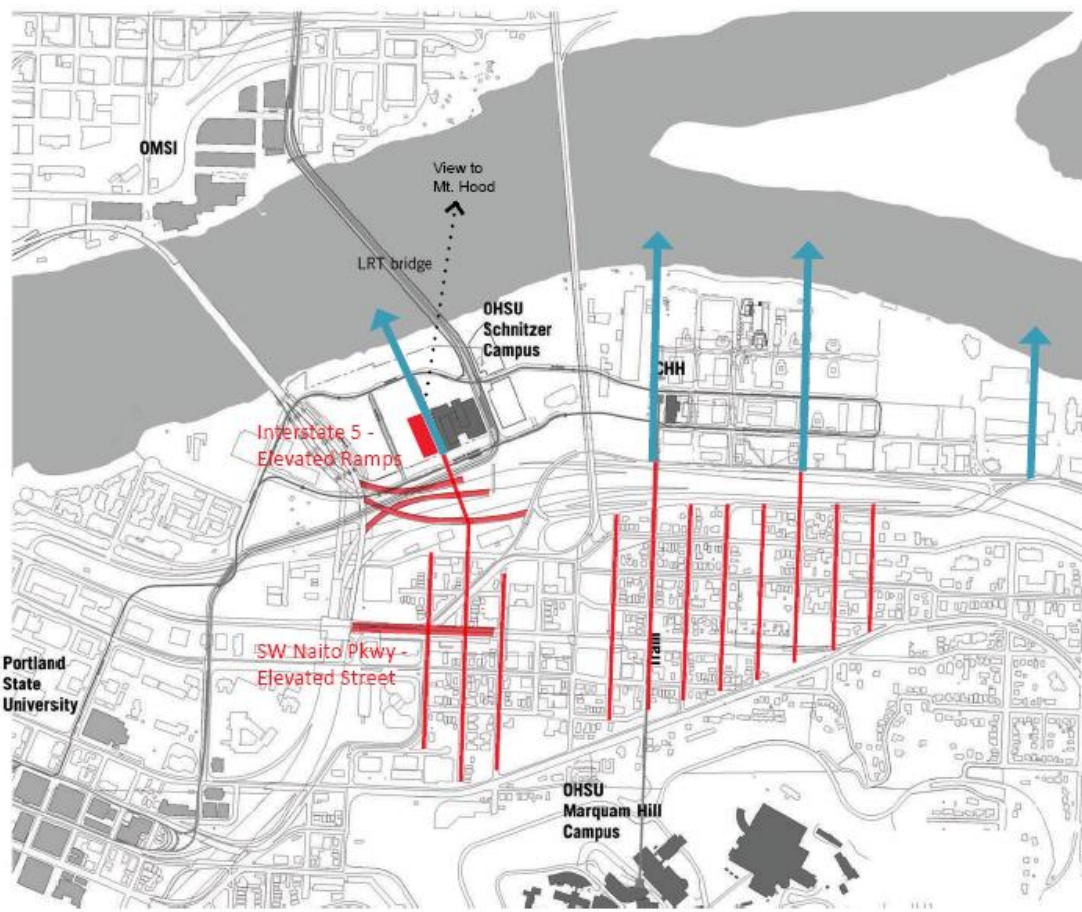 OMSI
View to
Mt. Hood
LRT bridge
OHSU
Schnitzer
Campus
CHH
Interstate 5 -
Elevated Ramps
SW Naito Pkwy -
Elevated Street
Portland
State
University
OHSU
Marquam Hill
Campus